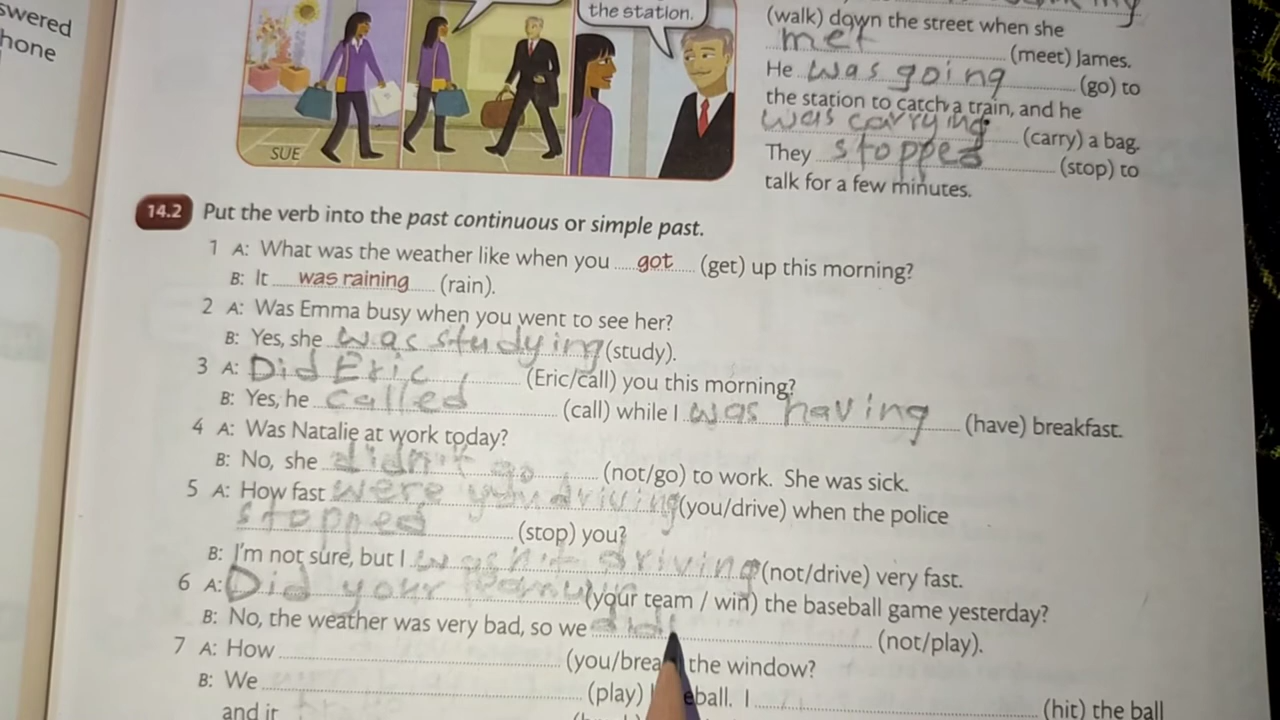 swered
hone
the station.
SUE
(walk) down the street when she
met (meet) James.
He was going (go) to
the station to catch a train, and he
was carrying (carry) a bag.
They stopped (stop) to
talk for a few minutes.
14.2 Put the verb into the past continuous or simple past.
1 A: What was the weather like when you got (get) up this morning?
B: It was raining (rain).
2 A: Was Emma busy when you went to see her?
B: Yes, she was studying (study).
3 A: Did Eric (Eric/call) you this morning?
B: Yes, he called (call) while I was having (have) breakfast.
4 A: Was Natalie at work today?
B: No, she didn't go (not/go) to work. She was sick.
5 A: How fast were you driving (you/drive) when the police
stopped (stop) you?
B: I'm not sure, but I wasn't driving (not/drive) very fast.
6 A: Did your team win (your team / win) the baseball game yesterday?
B: No, the weather was very bad, so we (not/play).
7 A: How (you/break) the window?
B: We (play) baseball. I (hit) the ball
and it